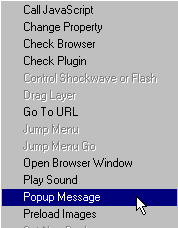 Call JavaScript
Change Property
Check Browser
Check Plugin
Control Shockwave or Flash
Drag Layer
Go To URL
Jump Menu
Jump Menu Go
Open Browser Window
Play Sound
Popup Message
Preload Images